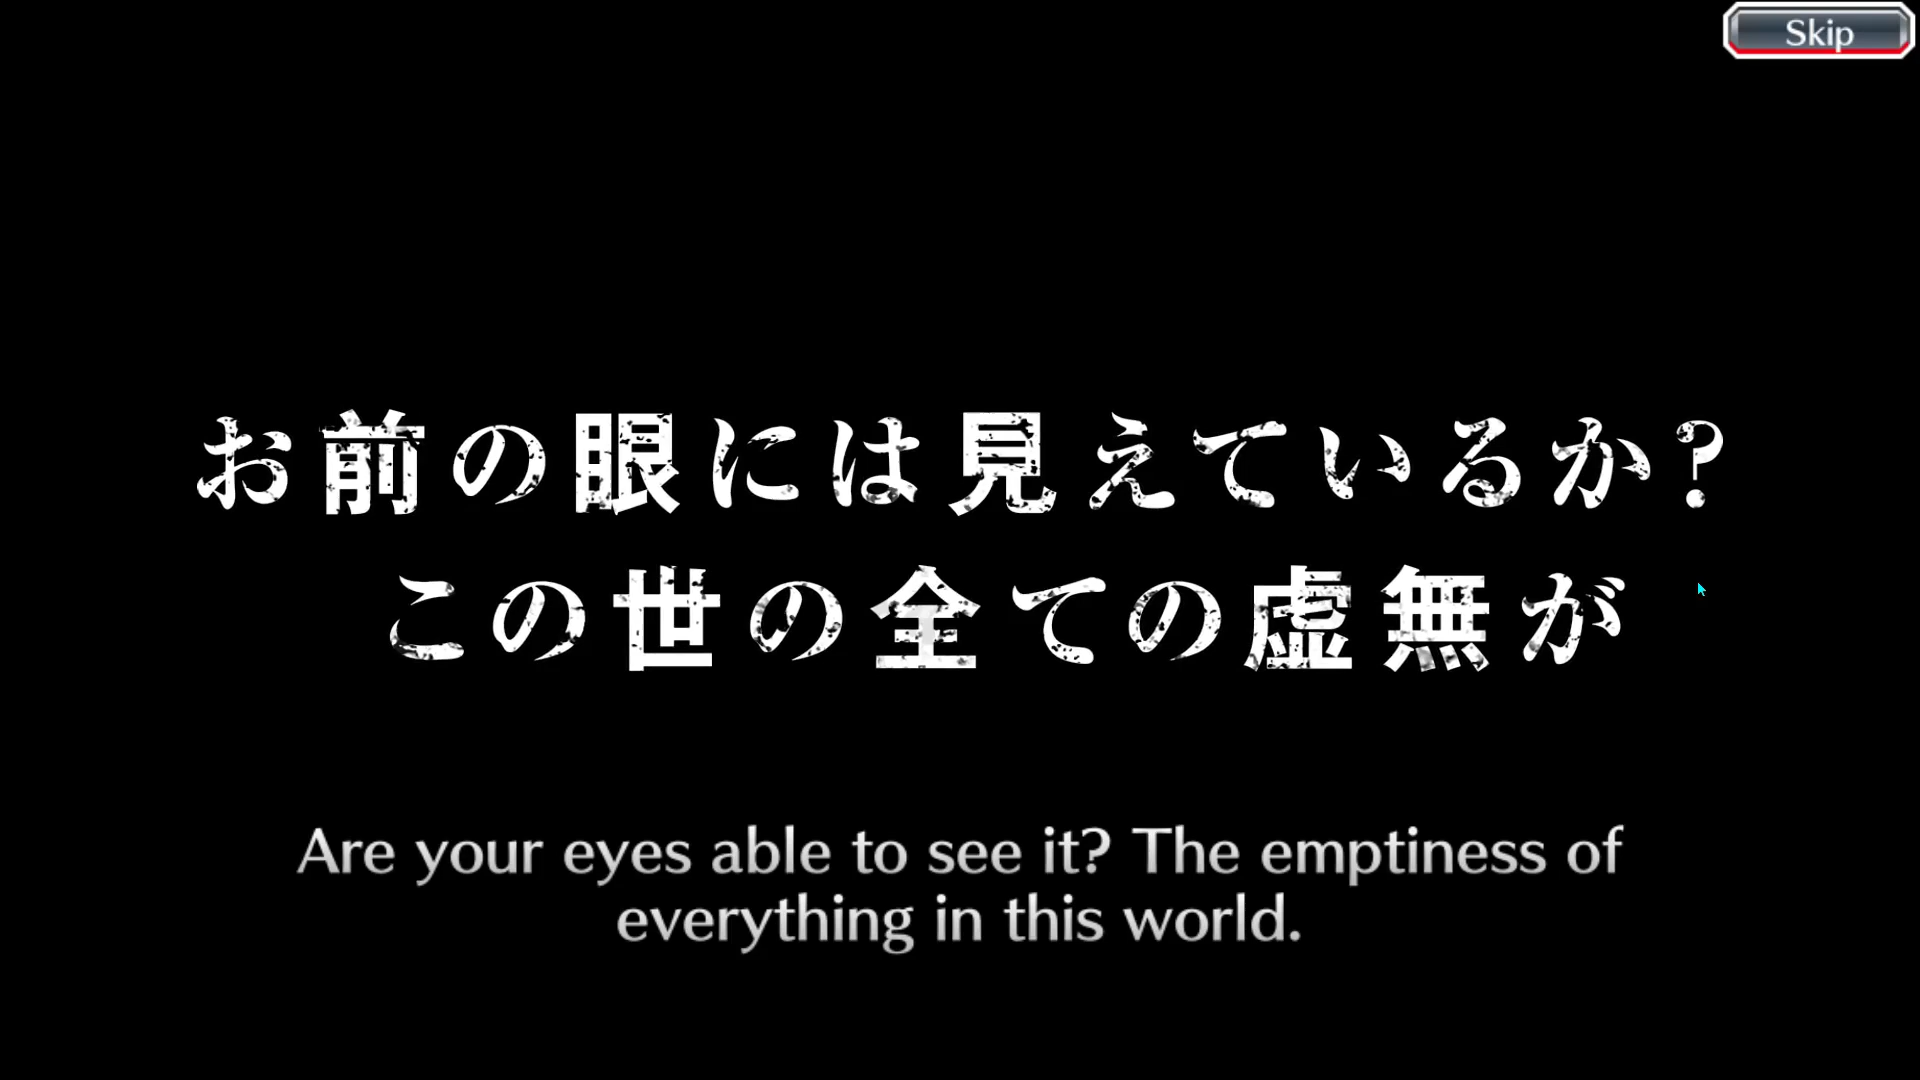 Skip
お前の眼には見えているか?
この世の全ての虚無が
Are your eyes able to see it? The emptiness of
everything in this world.